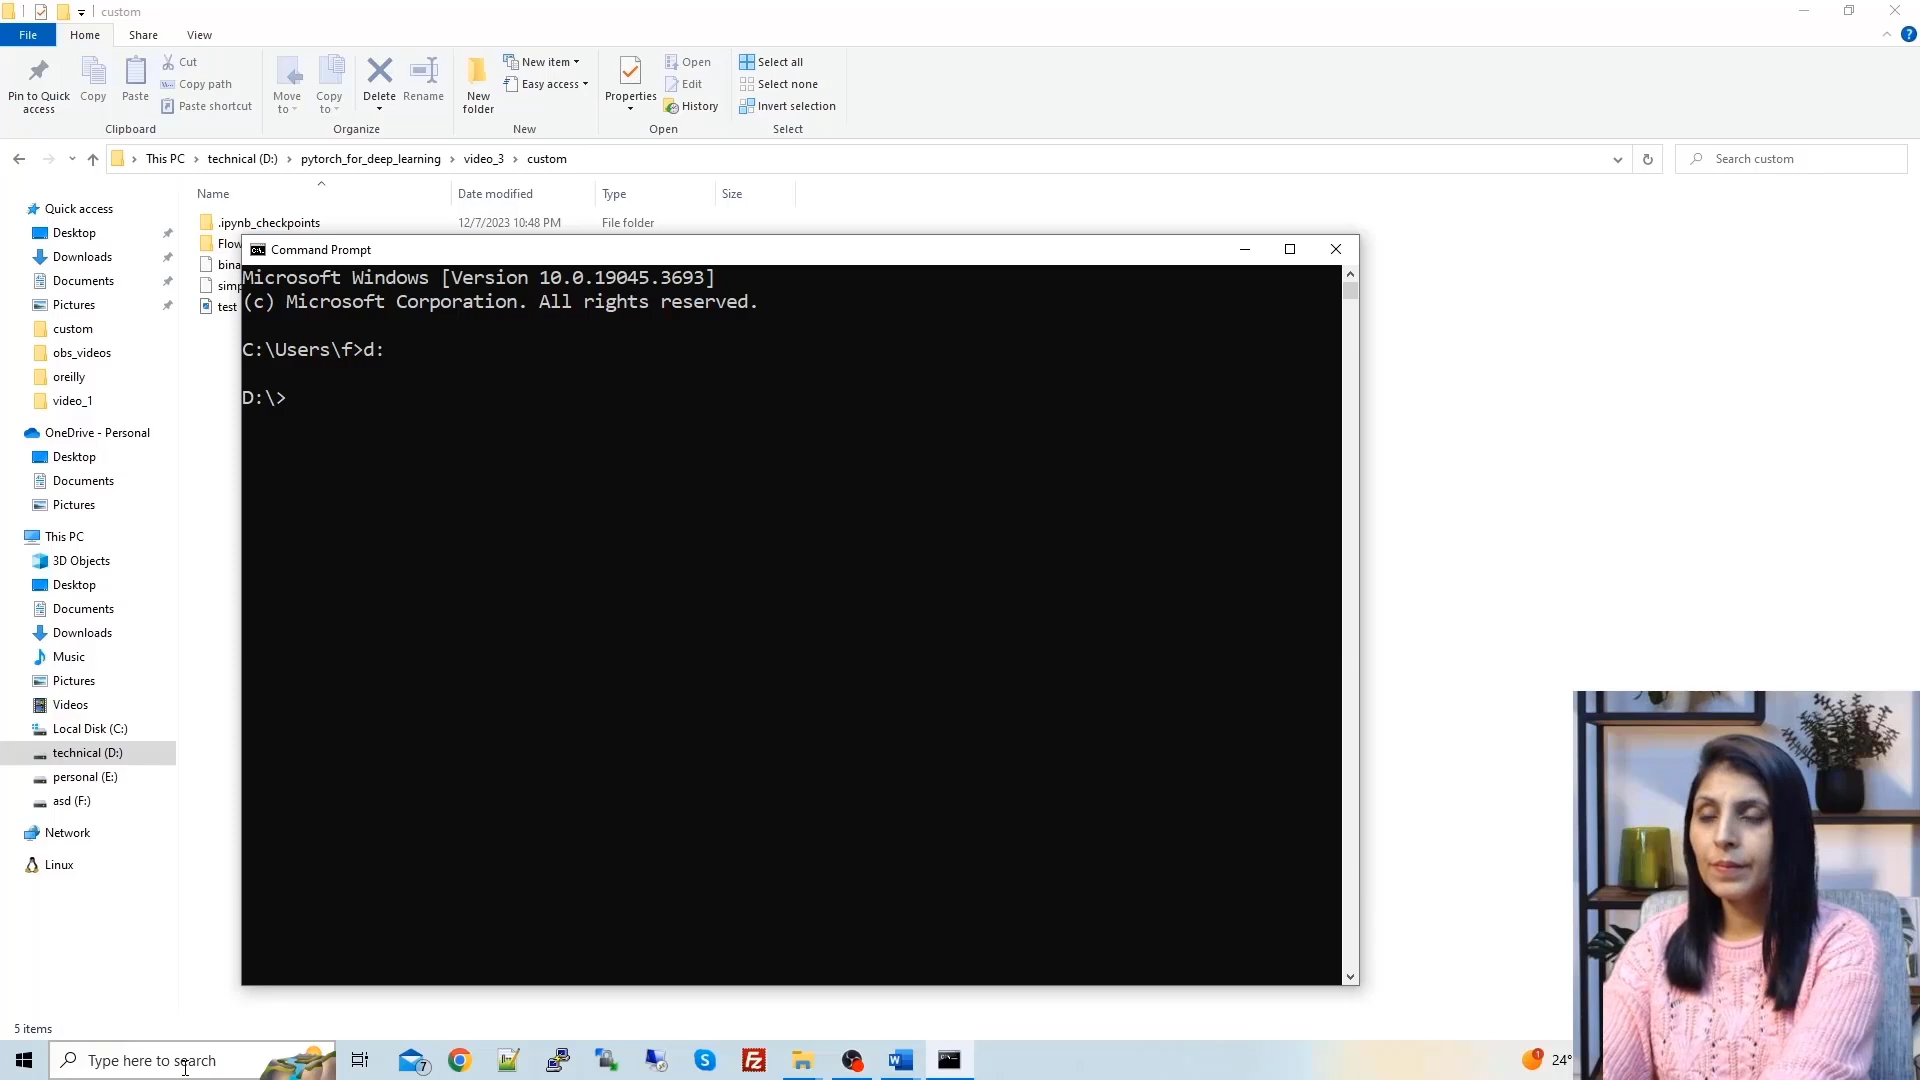 custom
File Home Share View
Pin to Quick access
Copy
Paste
Cut
Copy path
Paste shortcut
Clipboard
Move to
Copy to
Delete
Rename
Organize
New folder
New item
Easy access
New
Properties
Open
Edit
History
Open
Select all
Select none
Invert selection
Select
This PC › technical (D:) › pytorch_for_deep_learning › video_3 › custom
Search custom
Name Date modified Type Size
.ipynb_checkpoints 12/7/2023 10:48 PM File folder
Flow
bina
simp
test
Quick access
Desktop
Downloads
Documents
Pictures
custom
obs_videos
oreilly
video_1
OneDrive - Personal
Desktop
Documents
Pictures
This PC
3D Objects
Desktop
Documents
Downloads
Music
Pictures
Videos
Local Disk (C:)
technical (D:)
personal (E:)
asd (F:)
Network
Linux
Command Prompt
Microsoft Windows [Version 10.0.19045.3693]
(c) Microsoft Corporation. All rights reserved.
C:\Users\f>d:
D:\>
5 items
Type here to search
7
1
24°